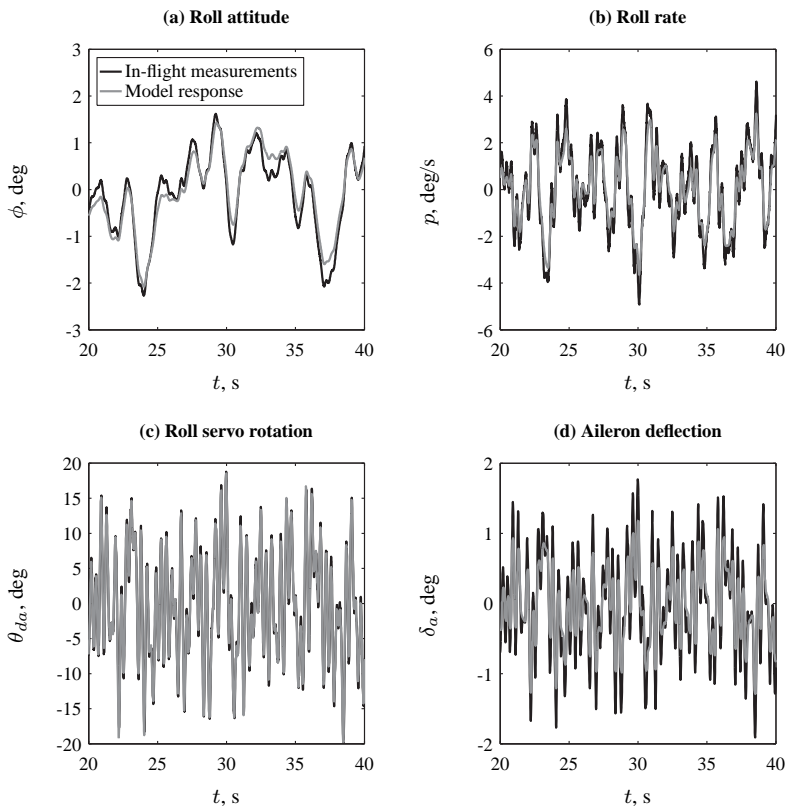 (a) Roll attitude
3
2
1
0
-1
-2
-3
20 25 30 35 40
ϕ, deg
t, s
In-flight measurements
Model response
(b) Roll rate
6
4
2
0
-2
-4
-6
20 25 30 35 40
p, deg/s
t, s
(c) Roll servo rotation
20
15
10
5
0
-5
-10
-15
-20
20 25 30 35 40
θda, deg
t, s
(d) Aileron deflection
2
1
0
-1
-2
20 25 30 35 40
δa, deg
t, s